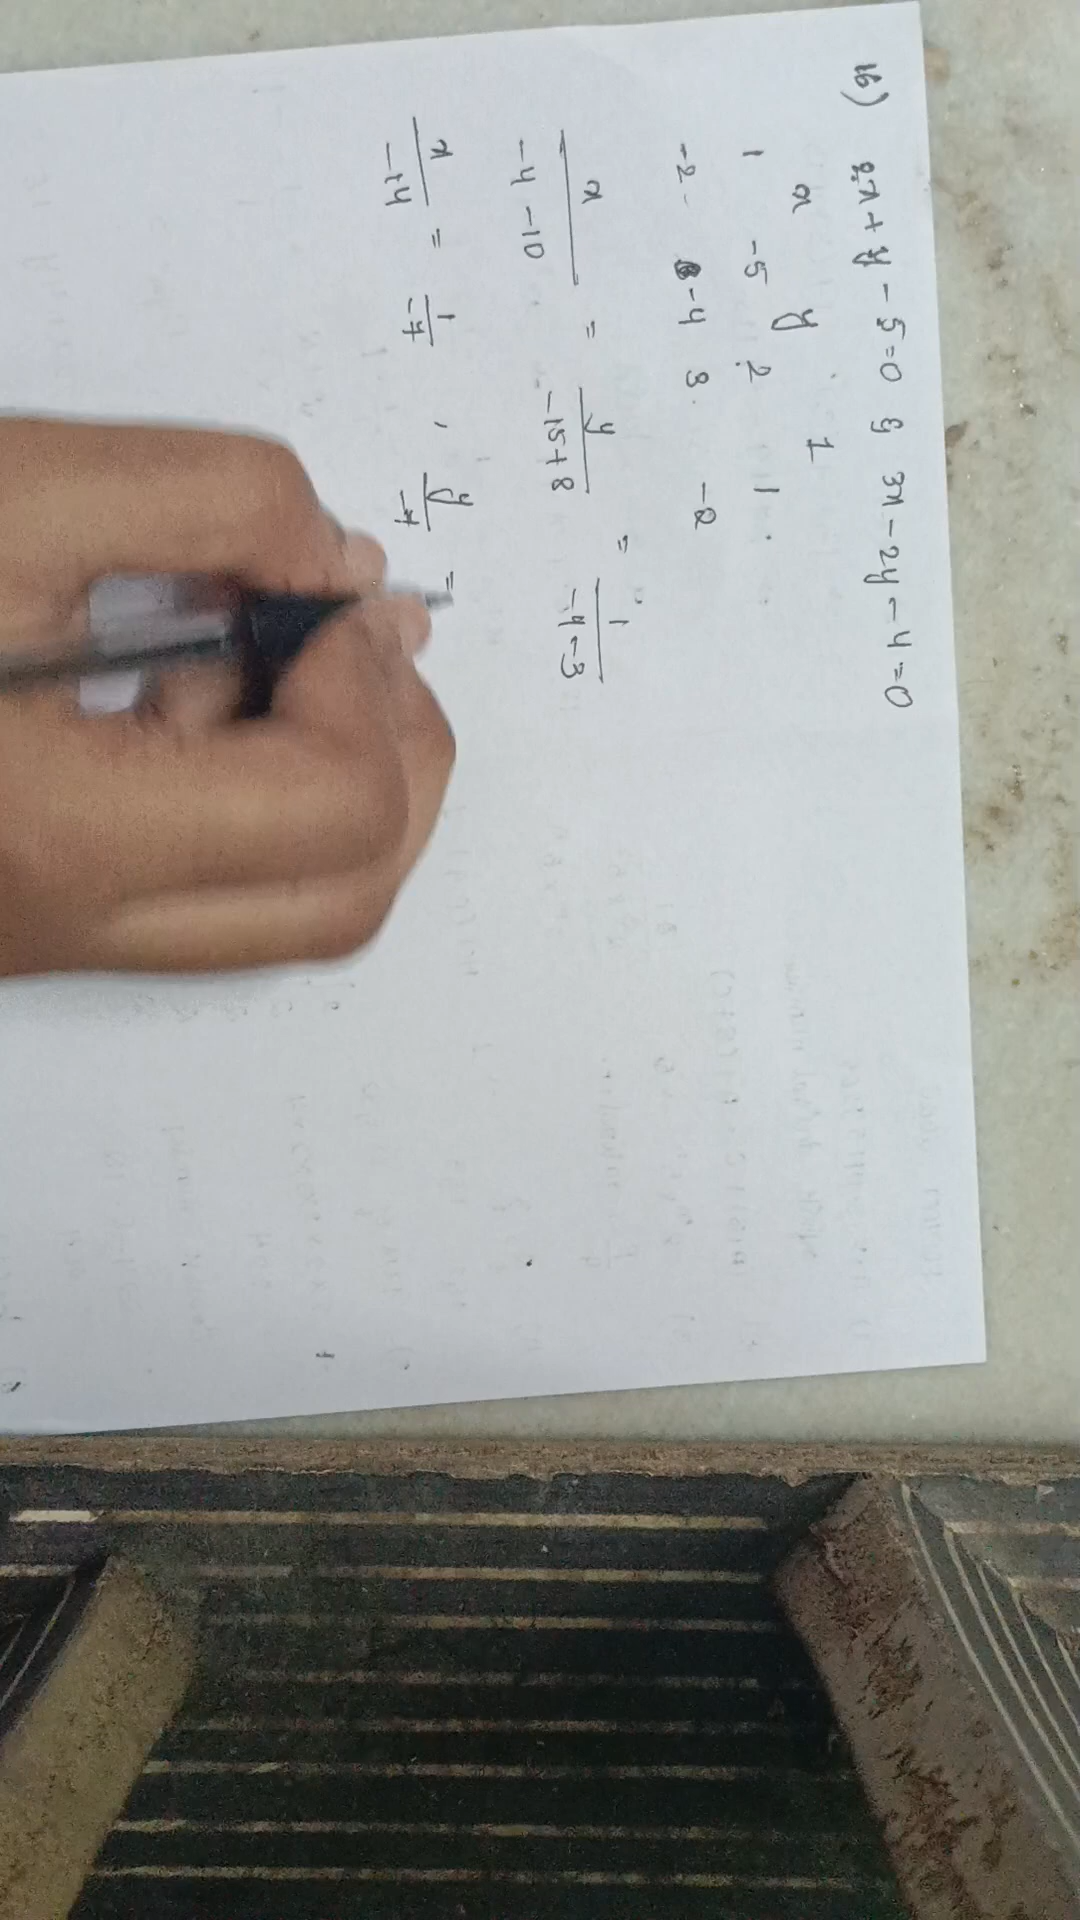 16) 2x + y - 5 = 0 & 3x - 2y - 4 = 0
x y 1
1 -5 2 1
-2 -4 3 -2
x/(-4 -10) = y/(-15 + 8) = 1/(-4 -3)
x/-14 = 1/-7 , y/-7 =